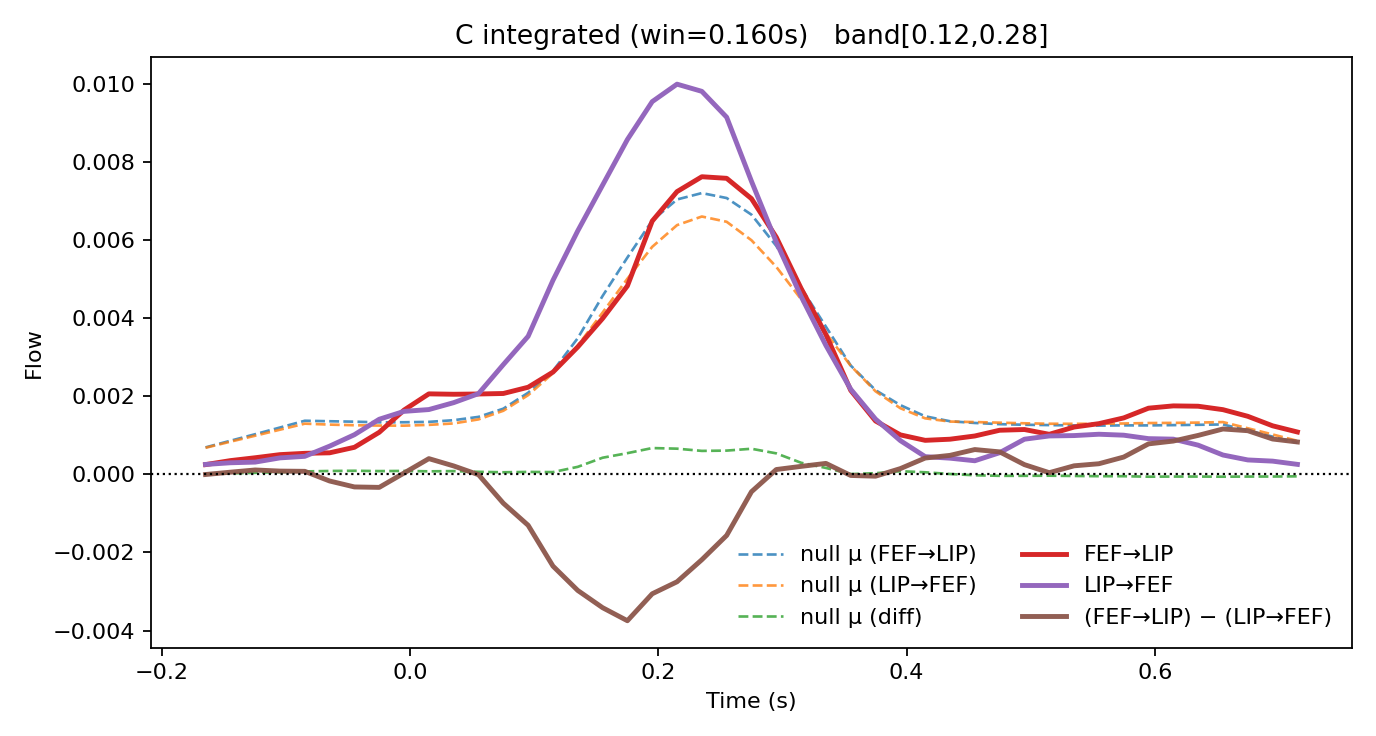 C integrated (win=0.160s)   band[0.12,0.28]
0.010
0.008
0.006
0.004
0.002
0.000
−0.002
−0.004
Flow
−0.2
0.0
0.2
0.4
0.6
Time (s)
null μ (FEF→LIP)
null μ (LIP→FEF)
null μ (diff)
FEF→LIP
LIP→FEF
(FEF→LIP) − (LIP→FEF)